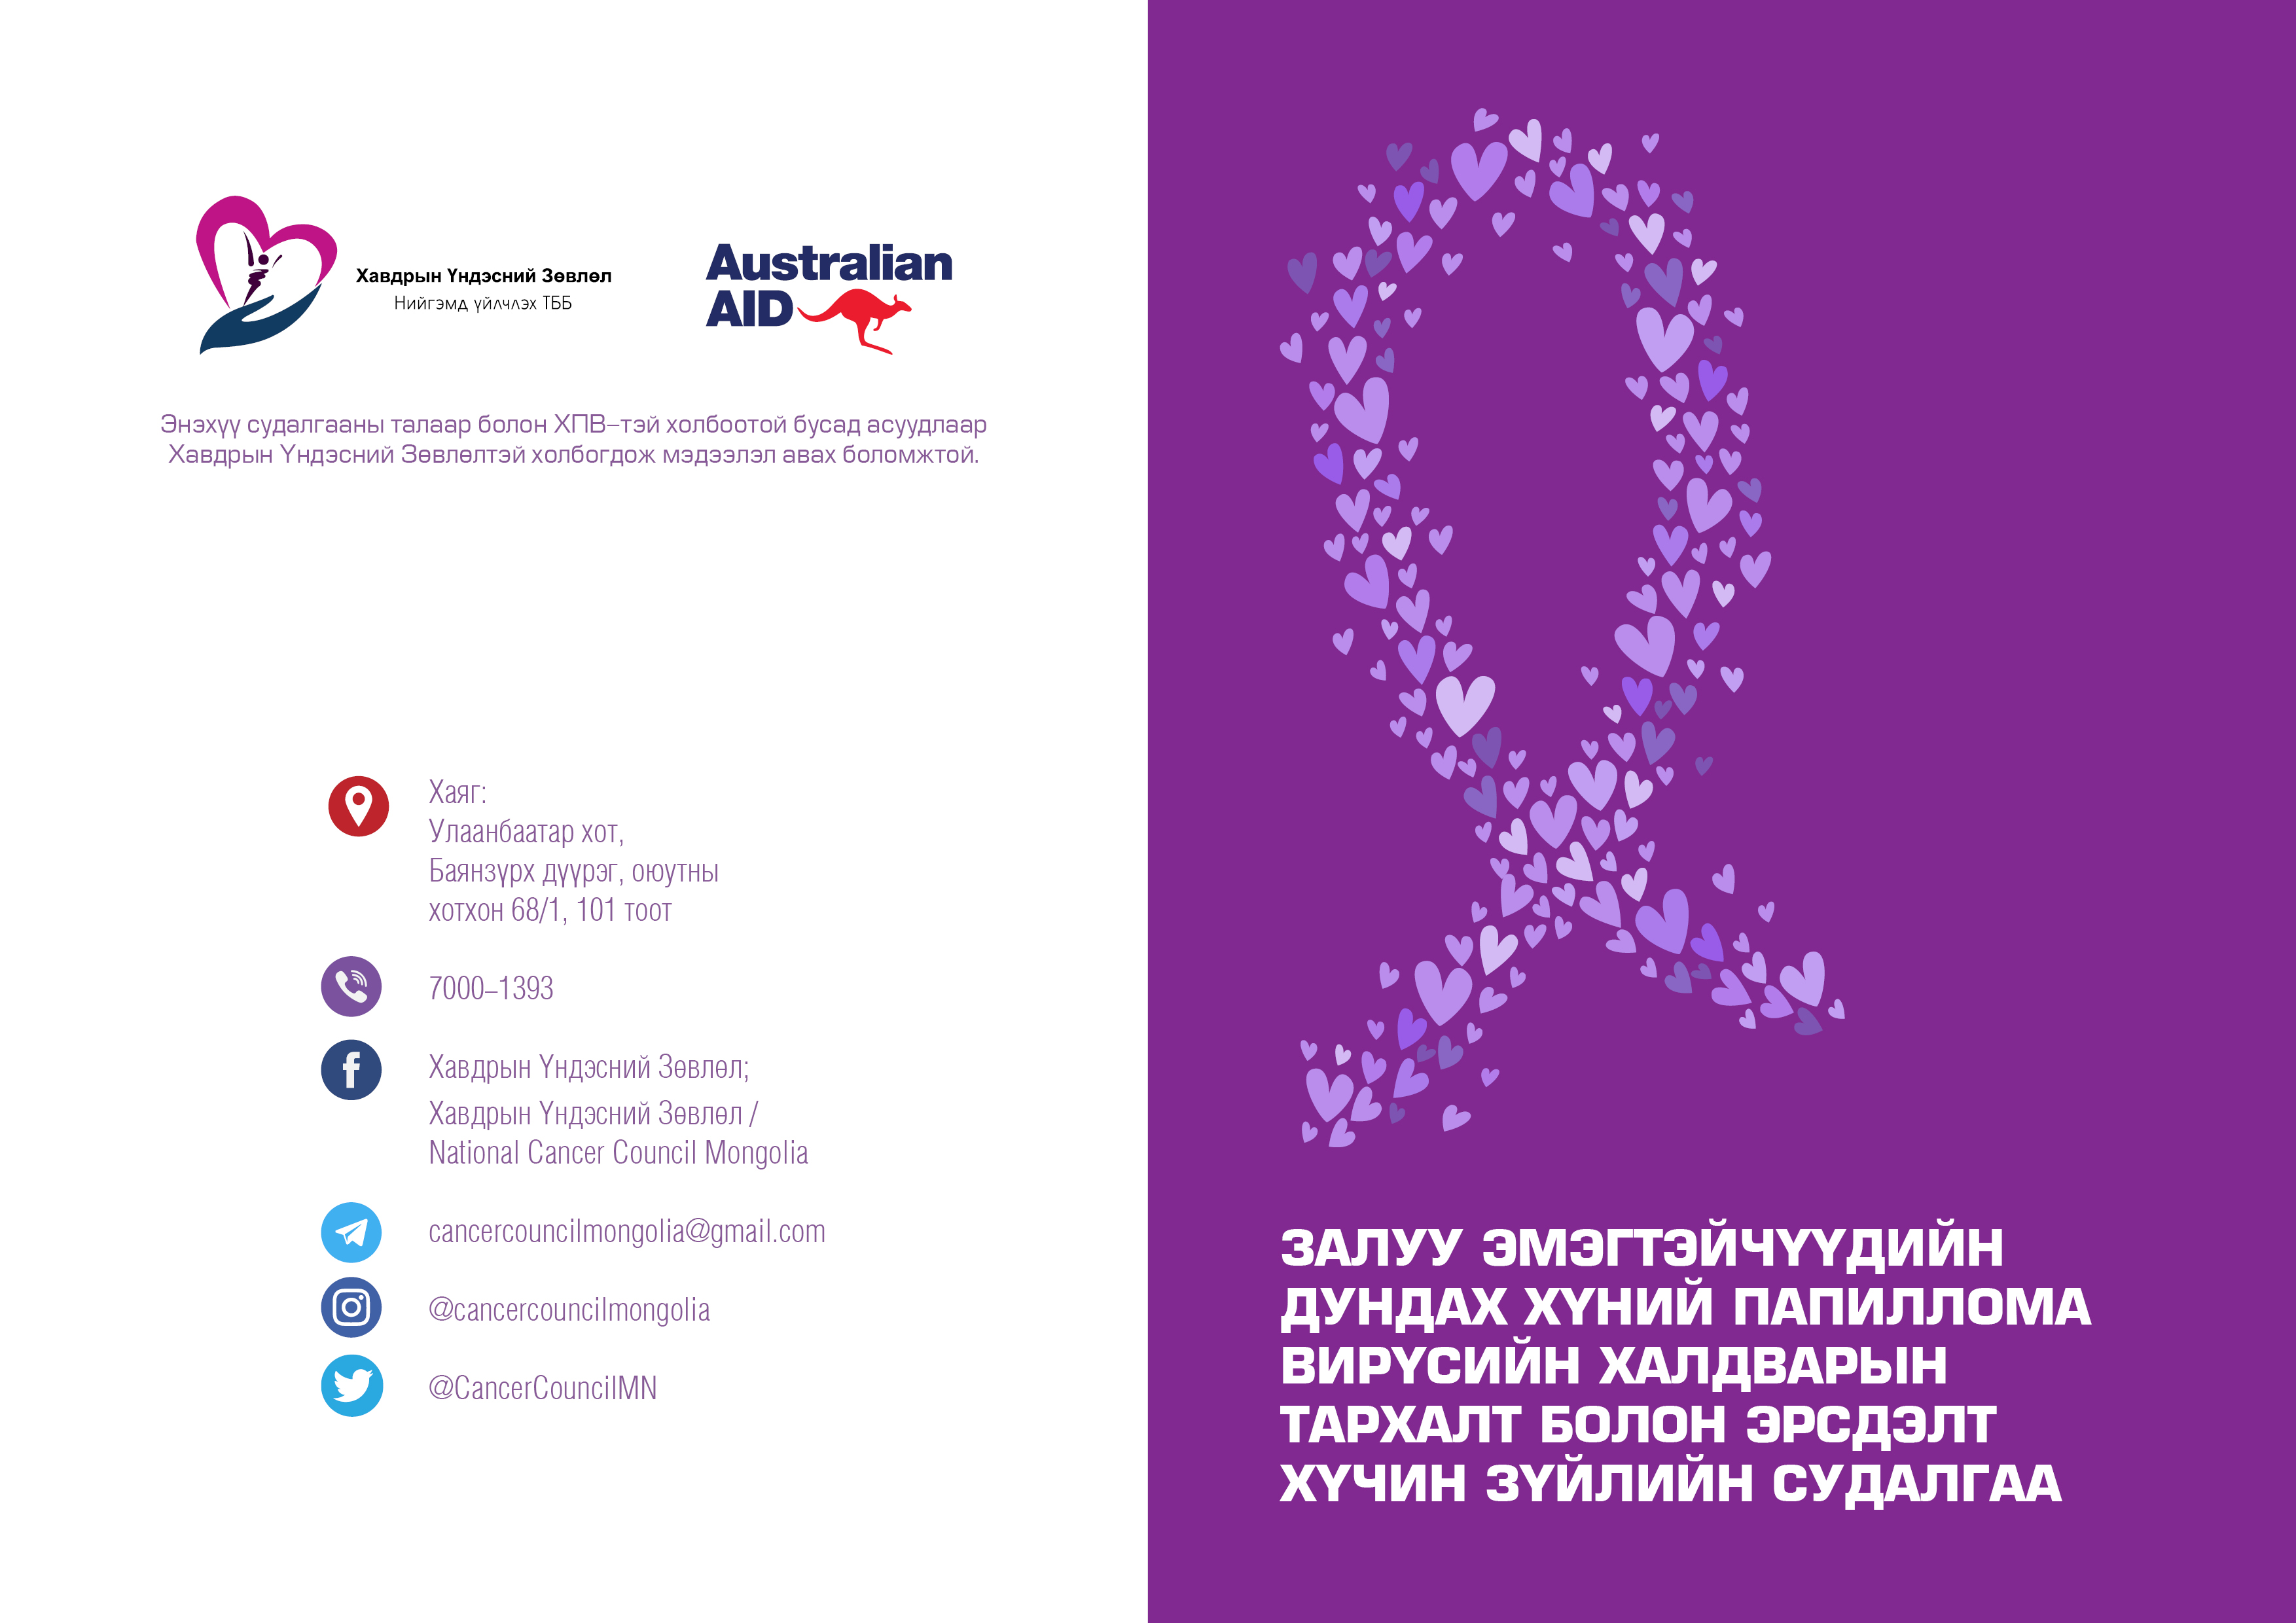 Хавдрын Үндэсний Зөвлөл
Нийгэмд үйлчлэх ТББ
Australian
AID
Энэхүү судалгааны талаар болон ХПВ–тэй холбоотой бусад асуудлаар
Хавдрын Үндэсний Зөвлөлтэй холбогдож мэдээлэл авах боломжтой.
Хаяг:
Улаанбаатар хот,
Баянзүрх дүүрэг, оюутны
хотхон 68/1, 101 тоот
7000–1393
Хавдрын Үндэсний Зөвлөл;
Хавдрын Үндэсний Зөвлөл /
National Cancer Council Mongolia
cancercouncilmongolia@gmail.com
@cancercouncilmongolia
@CancerCouncilMN
ЗАЛУУ ЭМЭГТЭЙЧҮҮДИЙН
ДУНДАХ ХҮНИЙ ПАПИЛЛОМА
ВИРҮСИЙН ХАЛДВАРЫН
ТАРХАЛТ БОЛОН ЭРСДЭЛТ
ХҮЧИН ЗҮЙЛИЙН СУДАЛГАА